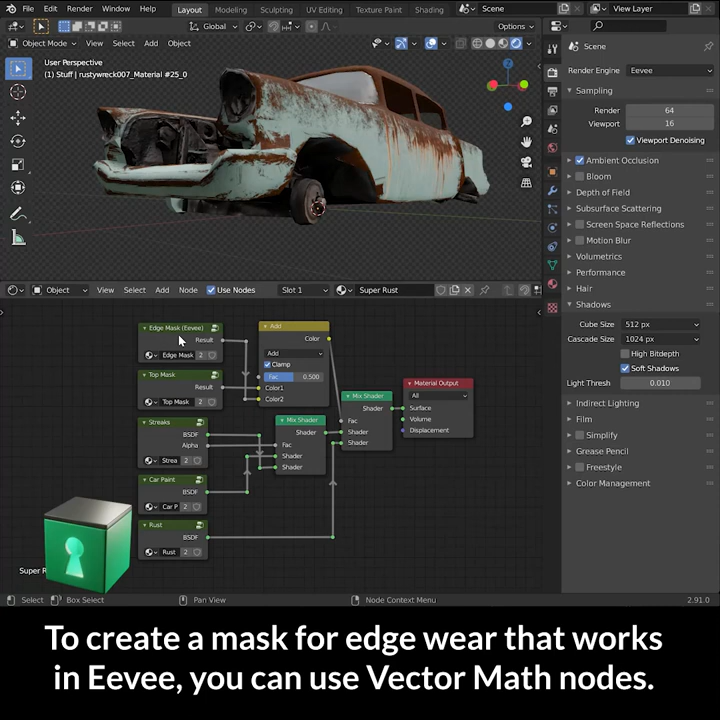 File Edit Render Window Help Layout Modeling Sculpting UV Editing Texture Paint Scene View Layer
Global Options
Object Mode View Select Add Object
Scene
User Perspective
(1) Stuff | rustywreck007_Material #25_0
Z
Render Engine Eevee
Sampling
Render 64
Viewport 16
Viewport Denoising
Ambient Occlusion
Bloom
Depth of Field
Subsurface Scattering
Screen Space Reflections
Motion Blur
Volumetrics
Performance
Hair
Shadows
Cube Size 512 px
Cascade Size 1024 px
High Bitdepth
Soft Shadows
Light Thresh 0.010
Indirect Lighting
Film
Simplify
Grease Pencil
Freestyle
Color Management
Object View Select Add Node Use Nodes Slot 1 Super Rust
Edge Mask (Eevee)
Result
Edge Mask 2
Top Mask
Result
Top Mask 2
Streaks
BSDF
Alpha
Strea 2
Car Paint
BSDF
Car P 2
Rust
BSDF
Rust 2
Add
Color
Add
Clamp
Fac 0.500
Color1
Color2
Mix Shader
Shader
Fac
Shader
Shader
Mix Shader
Shader
Fac
Shader
Shader
Material Output
All
Surface
Volume
Displacement
Super R
Select Box Select Pan View Node Context Menu 2.91.0
To create a mask for edge wear that works
in Eevee, you can use Vector Math nodes.